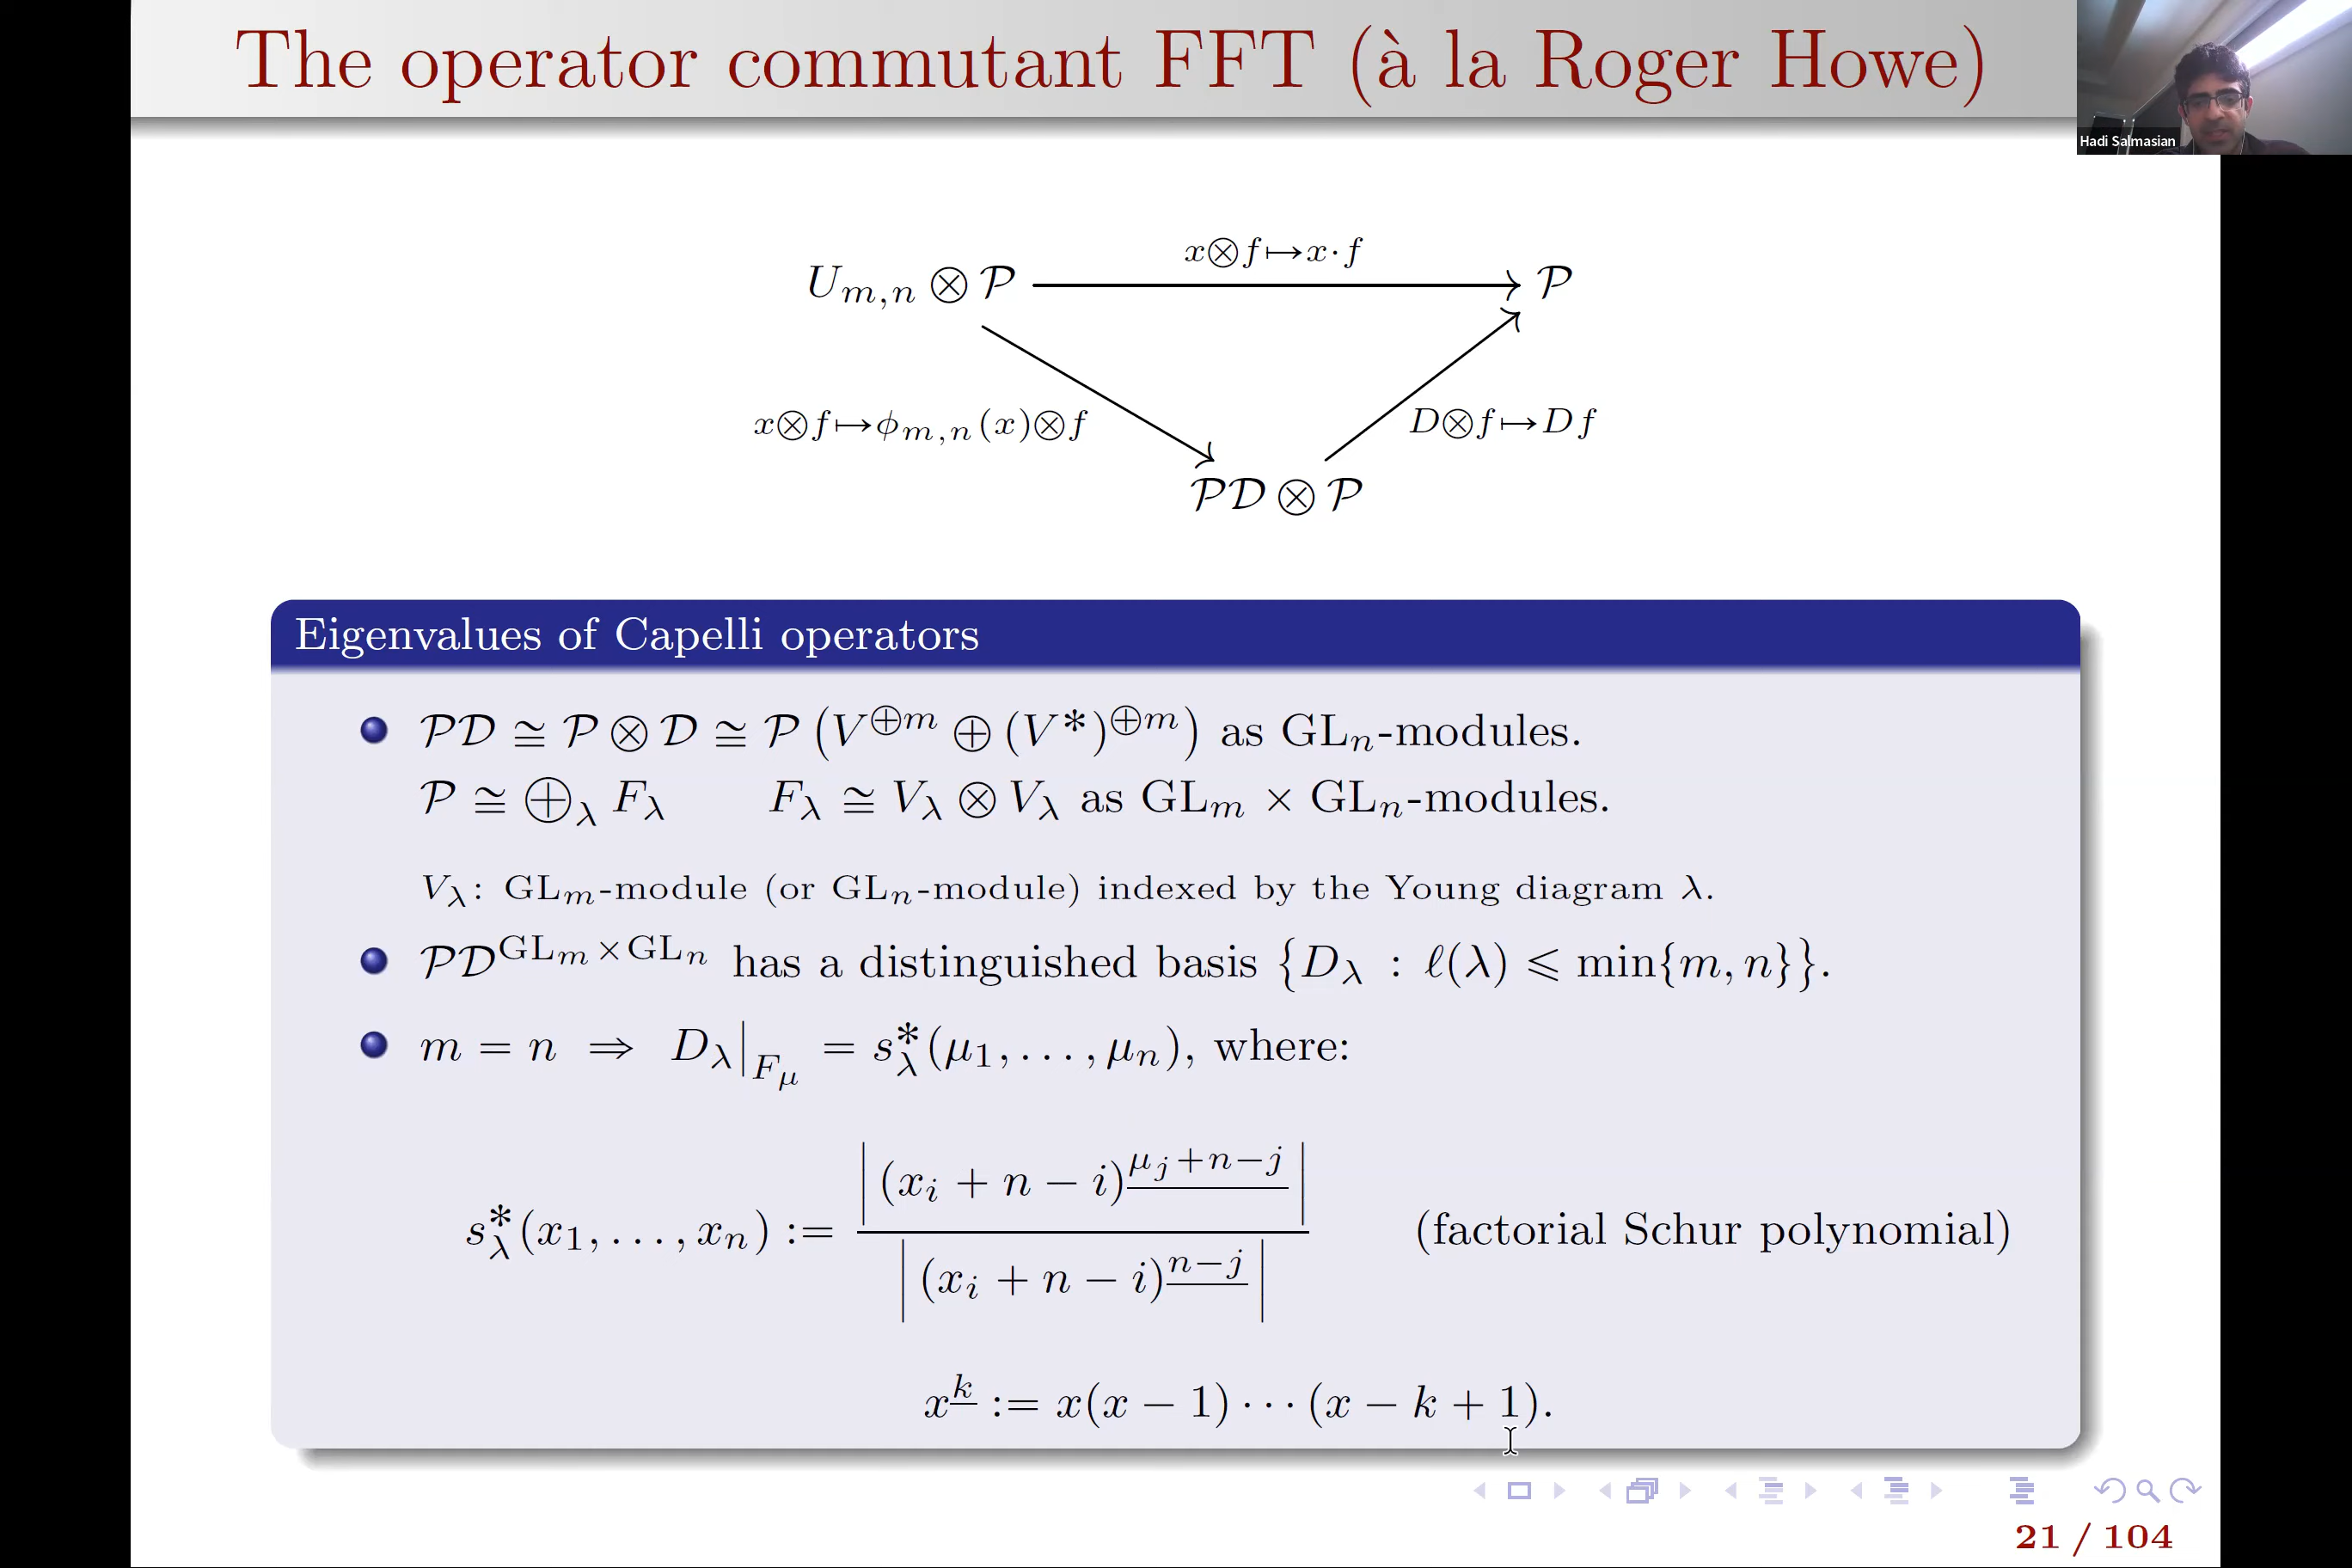 The operator commutant FFT (à la Roger Howe)
Hadi Salmasian
x⊗f↦x·f
U_{m,n} ⊗ 𝒫 → 𝒫
x⊗f↦ϕ_{m,n}(x)⊗f
D⊗f↦Df
𝒫𝒟 ⊗ 𝒫
Eigenvalues of Capelli operators
𝒫𝒟 ≅ 𝒫 ⊗ 𝒟 ≅ 𝒫 (V^{⊕m} ⊕ (V*)^{⊕m}) as GL_n-modules.
𝒫 ≅ ⊕_λ F_λ F_λ ≅ V_λ ⊗ V_λ as GL_m × GL_n-modules.
V_λ: GL_m-module (or GL_n-module) indexed by the Young diagram λ.
𝒫𝒟^{GL_m×GL_n} has a distinguished basis {D_λ : ℓ(λ) ⩽ min{m, n}}.
m = n ⇒ D_λ|_{F_μ} = s*_λ(μ_1, …, μ_n), where:
s*_λ(x_1, …, x_n) := |(x_i + n − i)^{\underline{μ_j+n−j}}| / |(x_i + n − i)^{\underline{n−j}}| (factorial Schur polynomial)
x^{\underline{k}} := x(x − 1) ··· (x − k + 1).
21 / 104